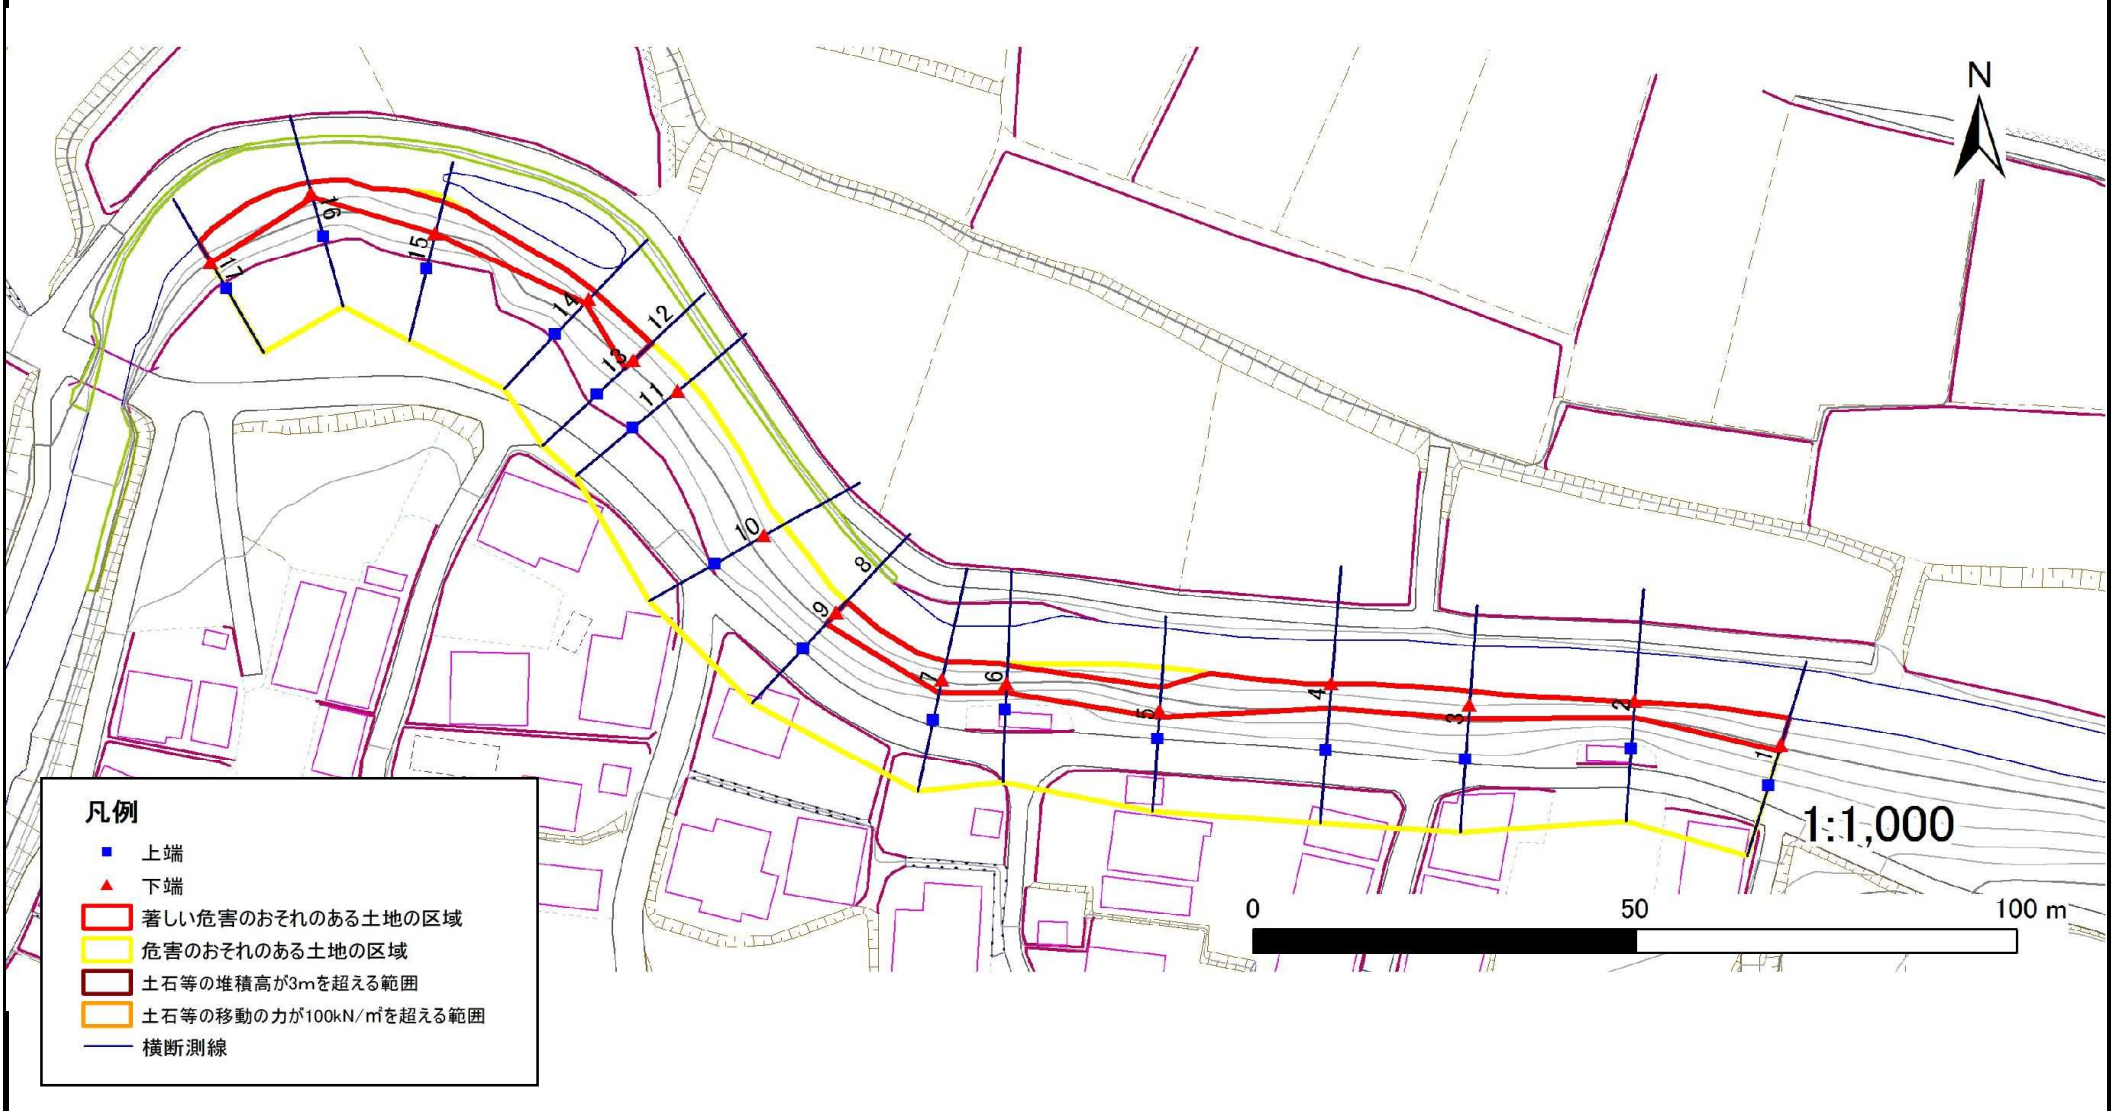 N
16
15
17
14
12
13
11
10
8
9
7
6
5
4
3
2
1
1:1,000
0 50 100 m
凡例
上端
下端
著しい危害のおそれのある土地の区域
危害のおそれのある土地の区域
土石等の堆積高が3mを超える範囲
土石等の移動の力が100kN/㎡を超える範囲
横断測線